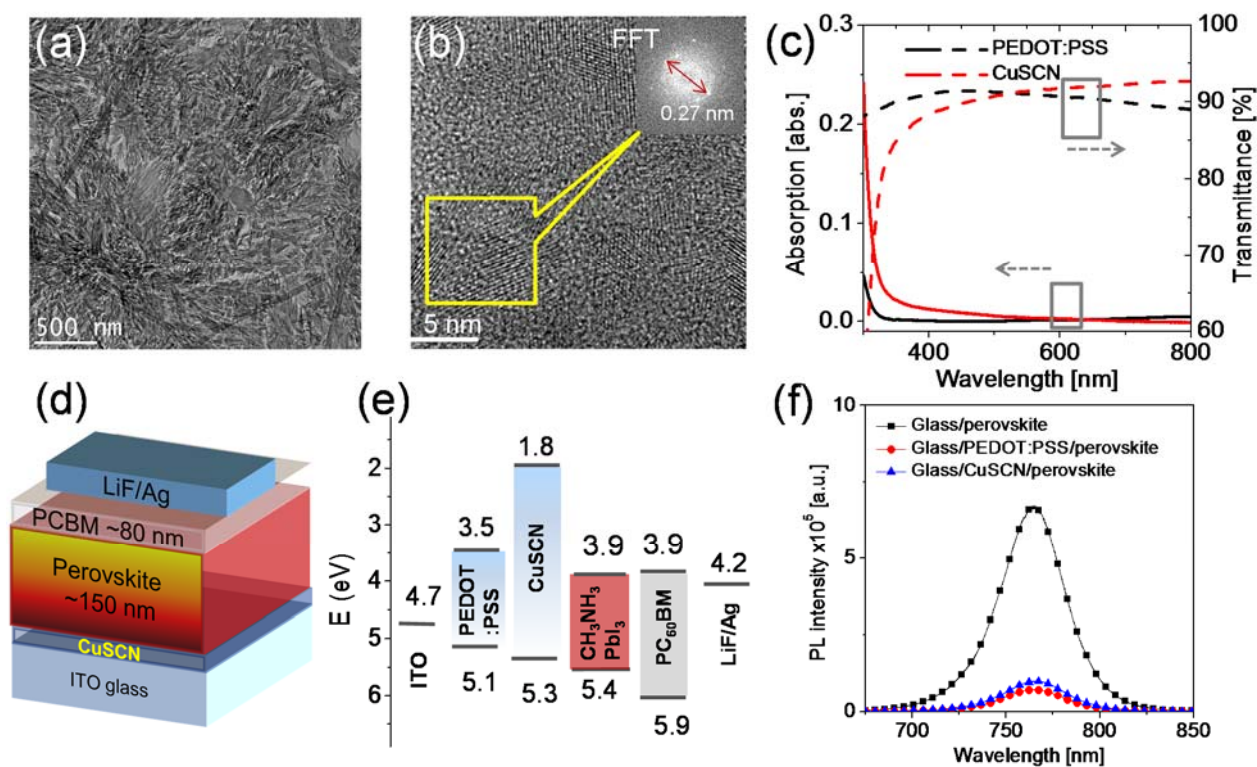 (a)
500 nm
(b)
FFT
0.27 nm
5 nm
(c)
PEDOT:PSS
CuSCN
Absorption [abs.]
0.3
0.2
0.1
0.0
Transmittance [%]
100
90
80
70
60
400
600
800
Wavelength [nm]
(d)
LiF/Ag
PCBM ~80 nm
Perovskite
~150 nm
CuSCN
ITO glass
(e)
E (eV)
2
3
4
5
6
4.7
ITO
3.5
PEDOT
:PSS
5.1
1.8
CuSCN
5.3
3.9
CH3NH3
PbI3
5.4
3.9
PC60BM
5.9
4.2
LiF/Ag
(f)
Glass/perovskite
Glass/PEDOT:PSS/perovskite
Glass/CuSCN/perovskite
PL Intensity x10⁵ [a.u.]
10
5
0
700
750
800
850
Wavelength [nm]